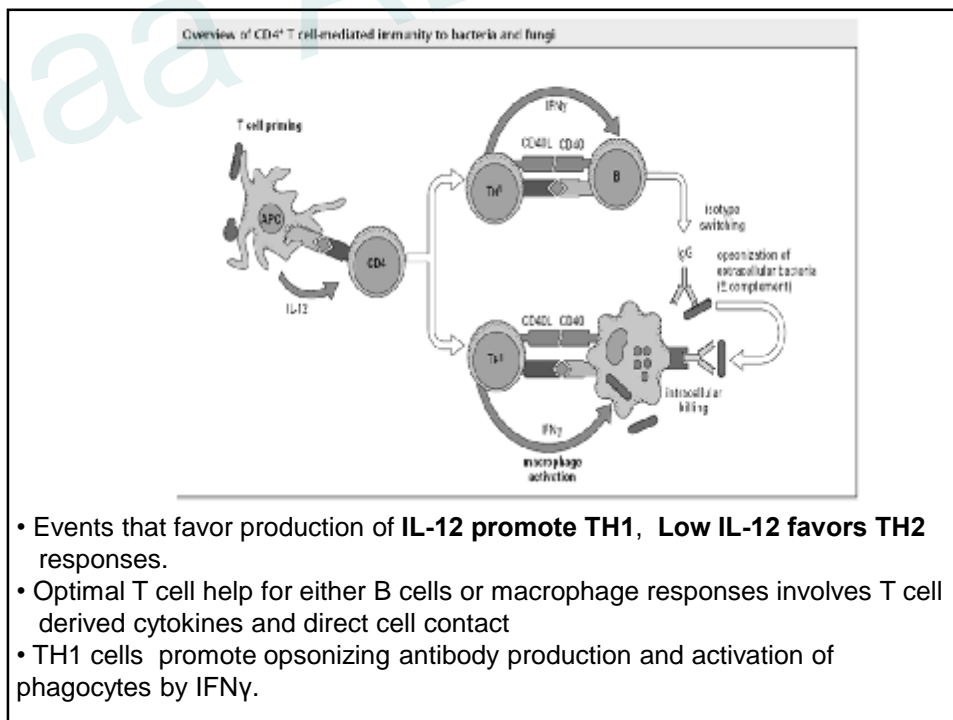 Overview of CD4⁺ T cell-mediated immunity to bacteria and fungi
T cell priming
APC
IL-12
CD4
IFNγ
CD40L CD40
TH1
B
isotype
switching
IgG
opsonization of
extracellular bacteria
(± complement)
CD40L CD40
TH1
intracellular
killing
IFNγ
macrophage
activation
• Events that favor production of IL-12 promote TH1, Low IL-12 favors TH2
responses.
• Optimal T cell help for either B cells or macrophage responses involves T cell
derived cytokines and direct cell contact
• TH1 cells promote opsonizing antibody production and activation of
phagocytes by IFNγ.